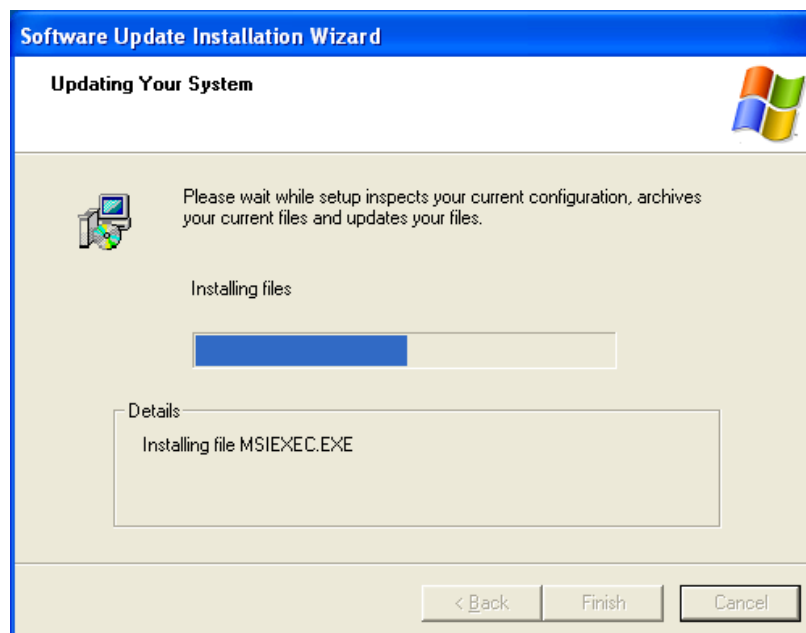 Software Update Installation Wizard
Updating Your System
Please wait while setup inspects your current configuration, archives
your current files and updates your files.
Installing files
Details
Installing file MSIEXEC.EXE
< Back
Finish
Cancel